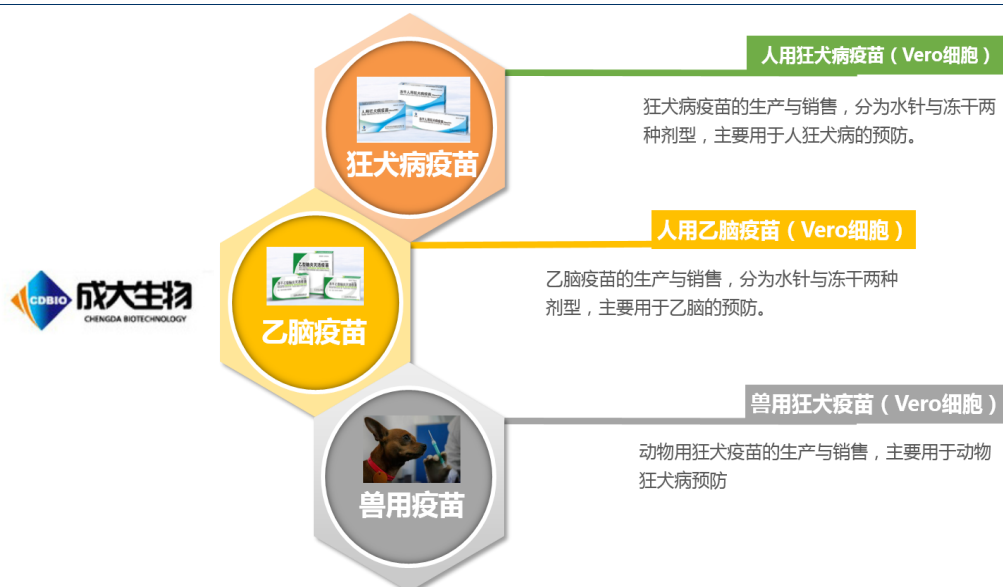 人用狂犬病疫苗（Vero细胞）
狂犬病疫苗的生产与销售，分为水针与冻干两
种剂型，主要用于人狂犬病的预防。
狂犬病疫苗
人用乙脑疫苗（Vero细胞）
乙脑疫苗的生产与销售，分为水针与冻干两种
剂型，主要用于乙脑的预防。
乙脑疫苗
CDBIO
成大生物
CHENGDA BIOTECHNOLOGY
兽用狂犬疫苗（Vero细胞）
动物用狂犬疫苗的生产与销售，主要用于动物
狂犬病预防
兽用疫苗